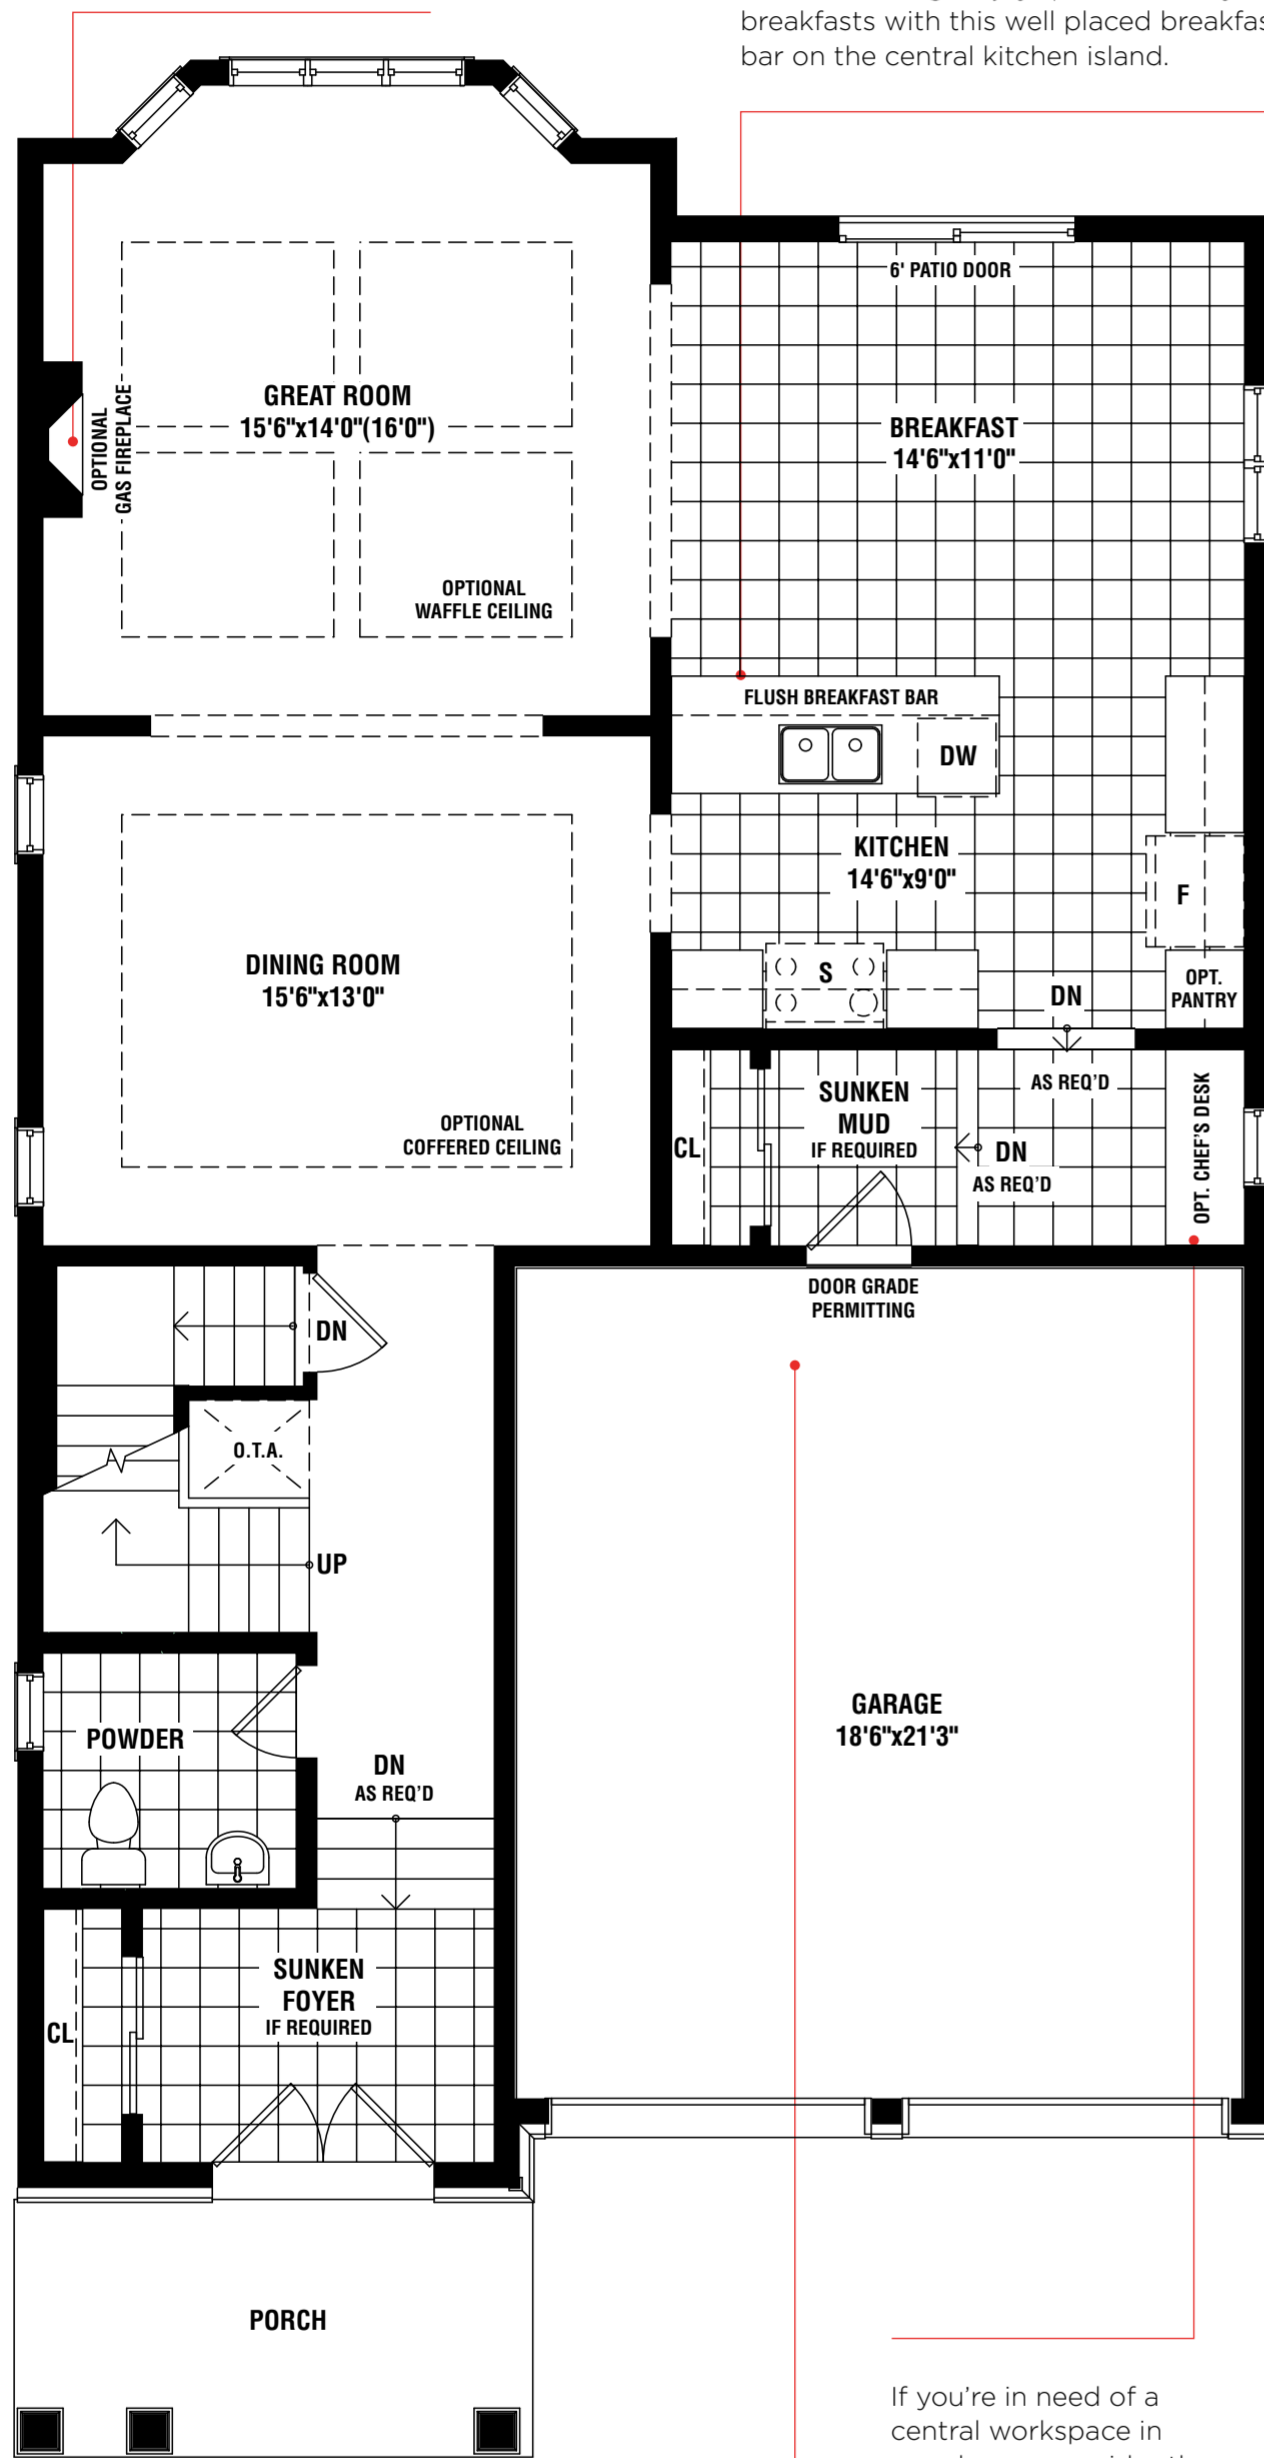 breakfasts with this well placed
bar on the central kitchen island.
6' PATIO DOOR
GREAT ROOM
15'6"x14'0"(16'0")
OPTIONAL
GAS FIREPLACE
BREAKFAST
14'6"x11'0"
OPTIONAL
WAFFLE CEILING
FLUSH BREAKFAST BAR
DW
KITCHEN
14'6"x9'0"
F
DINING ROOM
15'6"x13'0"
S
OPT.
PANTRY
DN
AS REQ'D
OPTIONAL
COFFERED CEILING
CL
SUNKEN
MUD
IF REQUIRED
DN
AS REQ'D
OPT. CHEF'S DESK
DOOR GRADE
PERMITTING
DN
O.T.A.
UP
GARAGE
18'6"x21'3"
POWDER
DN
AS REQ'D
SUNKEN
FOYER
IF REQUIRED
CL
PORCH
If you're in need of a
central workspace in